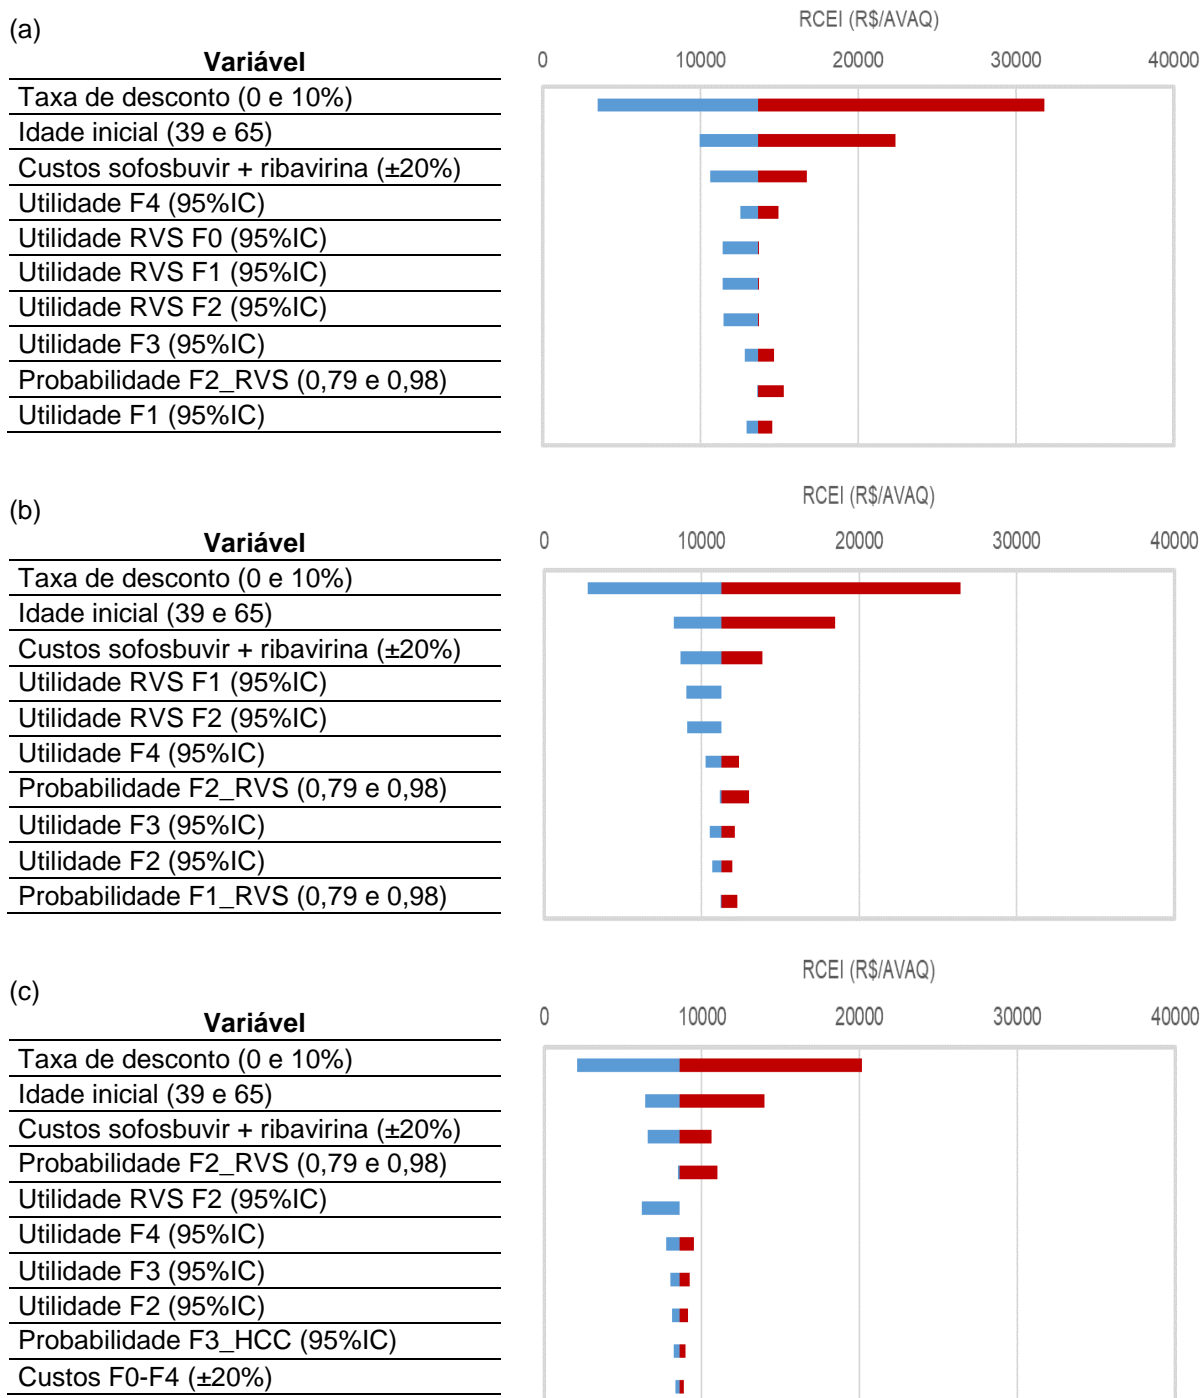 (a)
RCEI (R$/AVAQ)
Variável
0 10000 20000 30000 40000
Taxa de desconto (0 e 10%)
Idade inicial (39 e 65)
Custos sofosbuvir + ribavirina (±20%)
Utilidade F4 (95%IC)
Utilidade RVS F0 (95%IC)
Utilidade RVS F1 (95%IC)
Utilidade RVS F2 (95%IC)
Utilidade F3 (95%IC)
Probabilidade F2_RVS (0,79 e 0,98)
Utilidade F1 (95%IC)
(b)
RCEI (R$/AVAQ)
Variável
0 10000 20000 30000 40000
Taxa de desconto (0 e 10%)
Idade inicial (39 e 65)
Custos sofosbuvir + ribavirina (±20%)
Utilidade RVS F1 (95%IC)
Utilidade RVS F2 (95%IC)
Utilidade F4 (95%IC)
Probabilidade F2_RVS (0,79 e 0,98)
Utilidade F3 (95%IC)
Utilidade F2 (95%IC)
Probabilidade F1_RVS (0,79 e 0,98)
(c)
RCEI (R$/AVAQ)
Variável
0 10000 20000 30000 40000
Taxa de desconto (0 e 10%)
Idade inicial (39 e 65)
Custos sofosbuvir + ribavirina (±20%)
Probabilidade F2_RVS (0,79 e 0,98)
Utilidade RVS F2 (95%IC)
Utilidade F4 (95%IC)
Utilidade F3 (95%IC)
Utilidade F2 (95%IC)
Probabilidade F3_HCC (95%IC)
Custos F0-F4 (±20%)